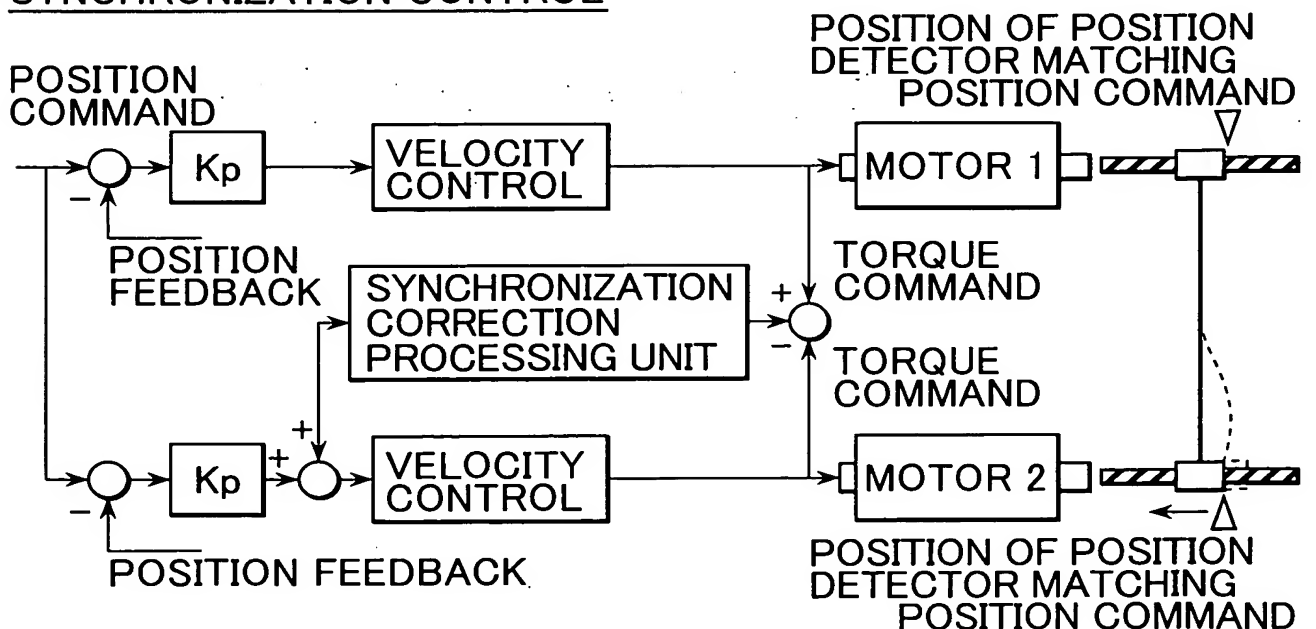 SYNCHRONIZATION CONTROL
POSITION OF POSITION
DETECTOR MATCHING
POSITION COMMAND
POSITION
COMMAND
Kp
VELOCITY
CONTROL
MOTOR 1
−
POSITION
FEEDBACK
SYNCHRONIZATION
CORRECTION
PROCESSING UNIT
TORQUE
COMMAND
+
−
TORQUE
COMMAND
+
Kp
+
VELOCITY
CONTROL
MOTOR 2
−
POSITION FEEDBACK
POSITION OF POSITION
DETECTOR MATCHING
POSITION COMMAND